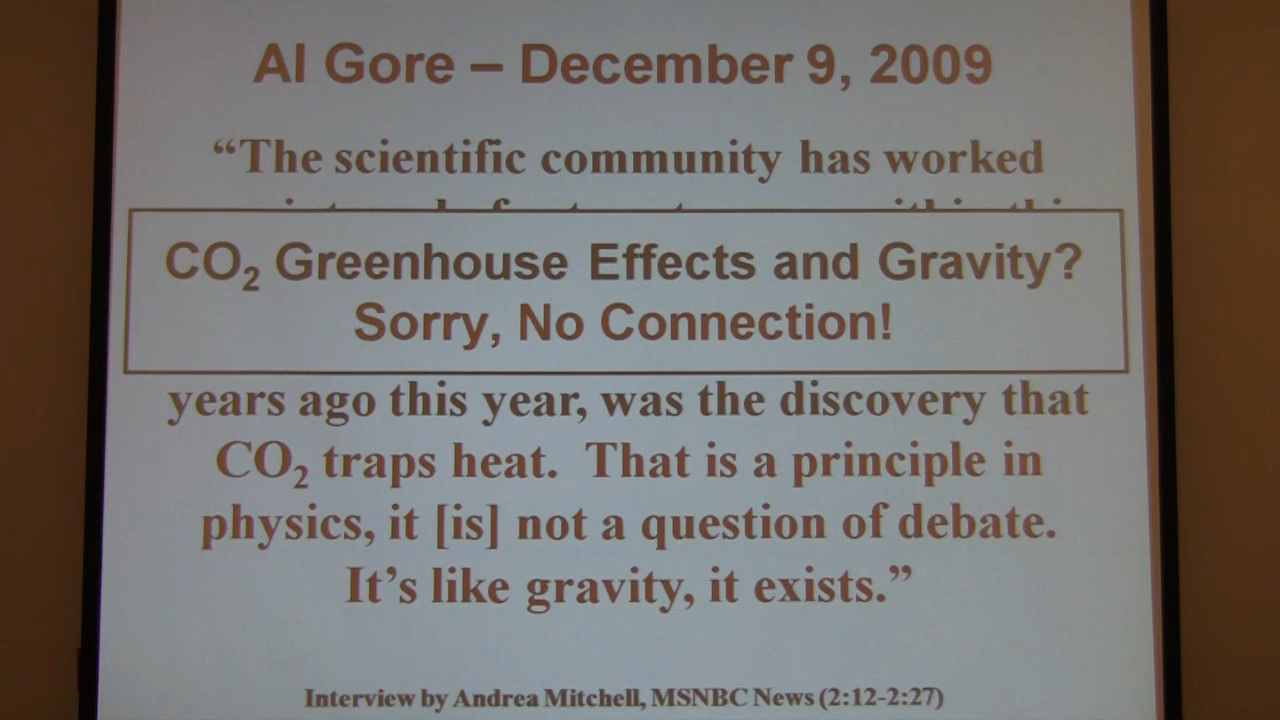 Al Gore – December 9, 2009
“The scientific community has worked
CO₂ Greenhouse Effects and Gravity?
Sorry, No Connection!
years ago this year, was the discovery that
CO₂ traps heat.  That is a principle in
physics, it [is] not a question of debate.
It’s like gravity, it exists.”
Interview by Andrea Mitchell, MSNBC News (2:12-2:27)